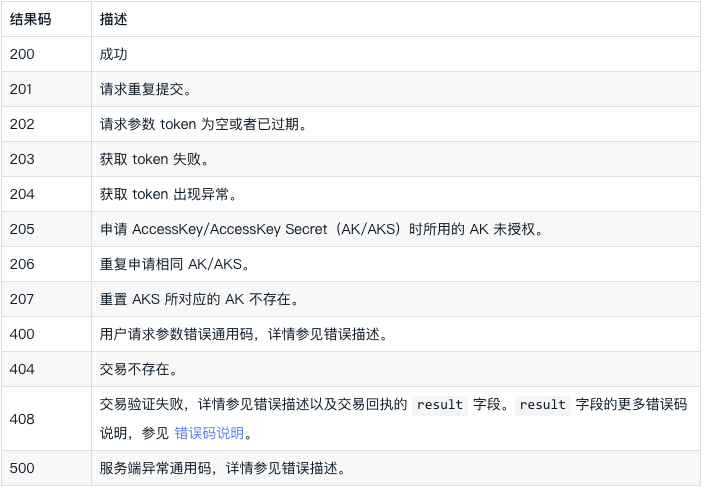 结果码 描述
200 成功
201 请求重复提交。
202 请求参数 token 为空或者已过期。
203 获取 token 失败。
204 获取 token 出现异常。
205 申请 AccessKey/AccessKey Secret（AK/AKS）时所用的 AK 未授权。
206 重复申请相同 AK/AKS。
207 重置 AKS 所对应的 AK 不存在。
400 用户请求参数错误通用码，详情参见错误描述。
404 交易不存在。
408 交易验证失败，详情参见错误描述以及交易回执的 result 字段。result 字段的更多错误码
说明，参见 错误码说明。
500 服务端异常通用码，详情参见错误描述。